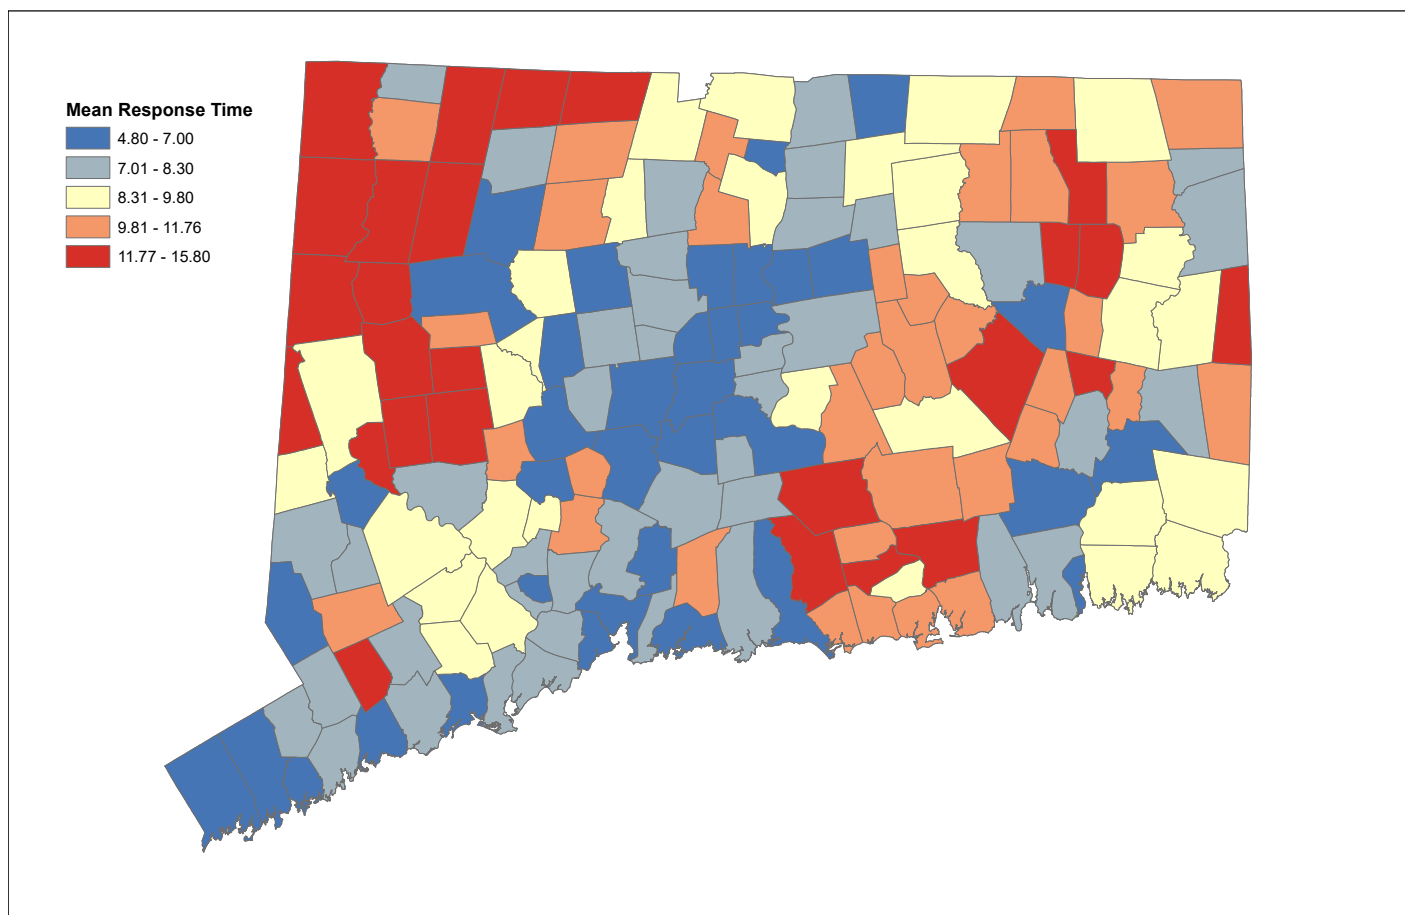 Mean Response Time
4.80 - 7.00
7.01 - 8.30
8.31 - 9.80
9.81 - 11.76
11.77 - 15.80